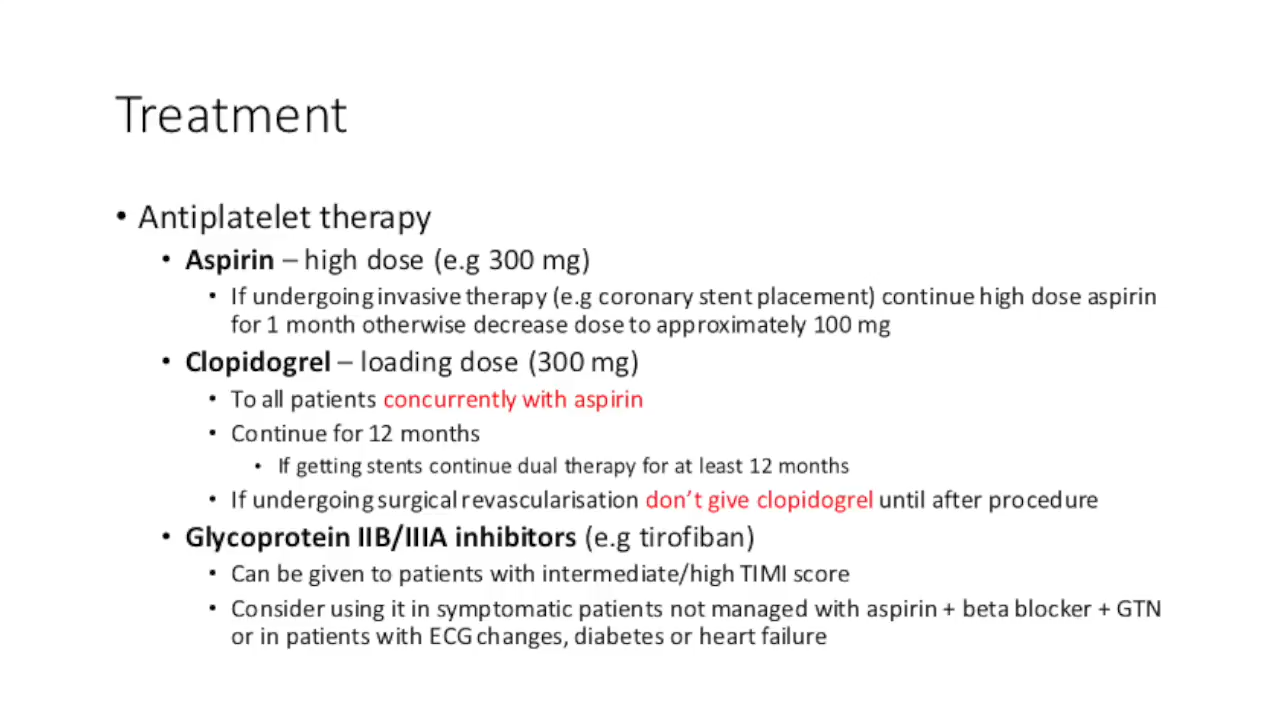 Treatment
• Antiplatelet therapy
• Aspirin – high dose (e.g 300 mg)
• If undergoing invasive therapy (e.g coronary stent placement) continue high dose aspirin
for 1 month otherwise decrease dose to approximately 100 mg
• Clopidogrel – loading dose (300 mg)
• To all patients concurrently with aspirin
• Continue for 12 months
• If getting stents continue dual therapy for at least 12 months
• If undergoing surgical revascularisation don't give clopidogrel until after procedure
• Glycoprotein IIB/IIIA inhibitors (e.g tirofiban)
• Can be given to patients with intermediate/high TIMI score
• Consider using it in symptomatic patients not managed with aspirin + beta blocker + GTN
or in patients with ECG changes, diabetes or heart failure